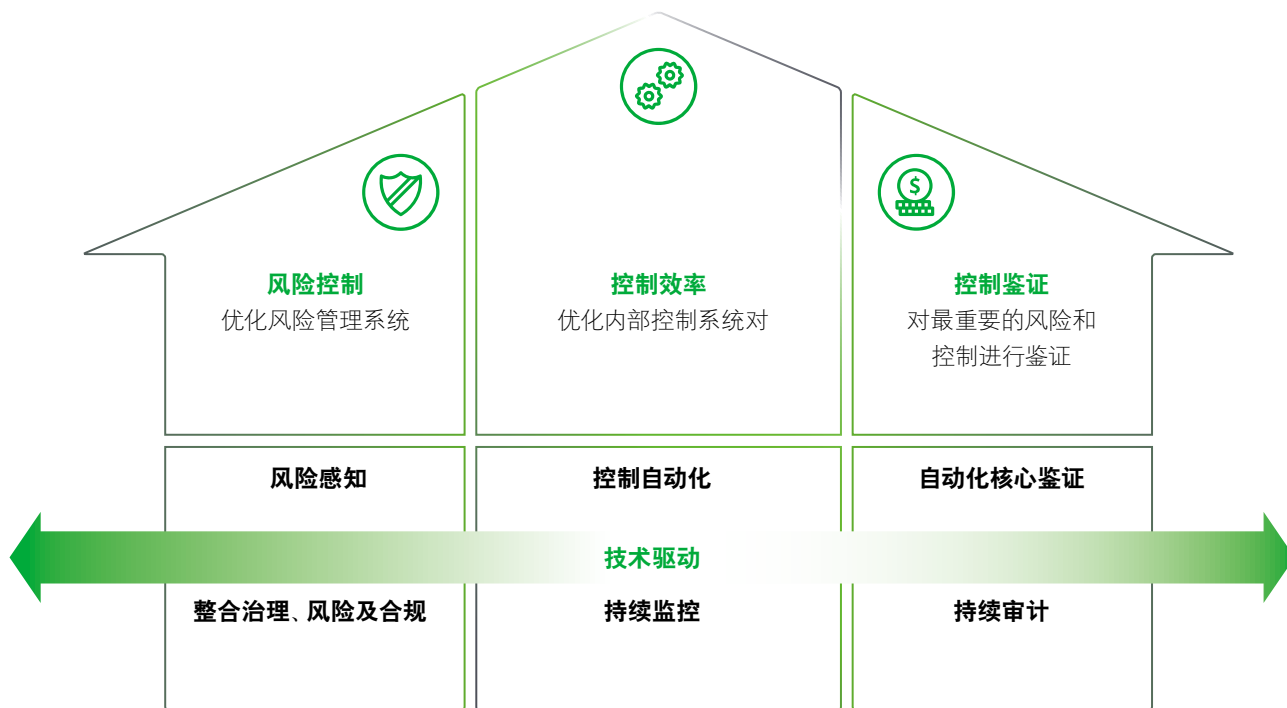 $
风险控制
优化风险管理系统
控制效率
优化内部控制系统对
控制鉴证
对最重要的风险和
控制进行鉴证
风险感知
控制自动化
自动化核心鉴证
技术驱动
整合治理、风险及合规
持续监控
持续审计